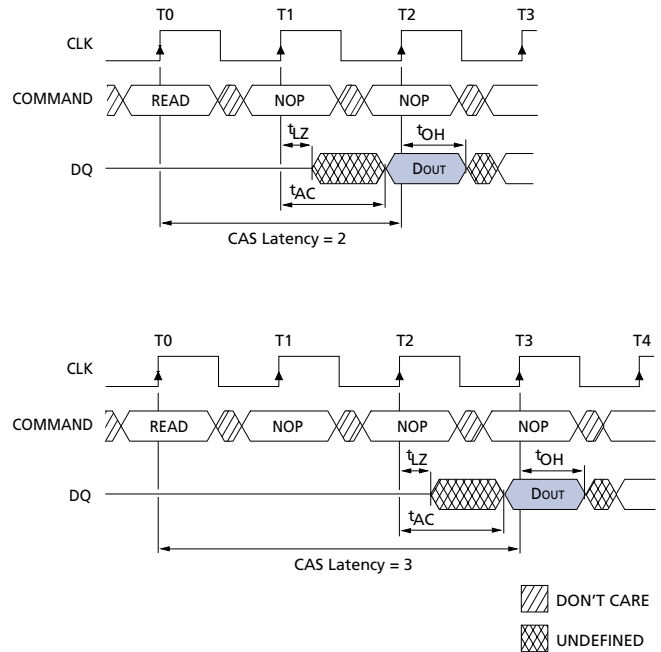 T0 T1 T2 T3
CLK
COMMAND READ NOP NOP
tLZ tOH
DQ DOUT
tAC
CAS Latency = 2
T0 T1 T2 T3 T4
CLK
COMMAND READ NOP NOP NOP
tLZ tOH
DQ DOUT
tAC
CAS Latency = 3
DON'T CARE
UNDEFINED